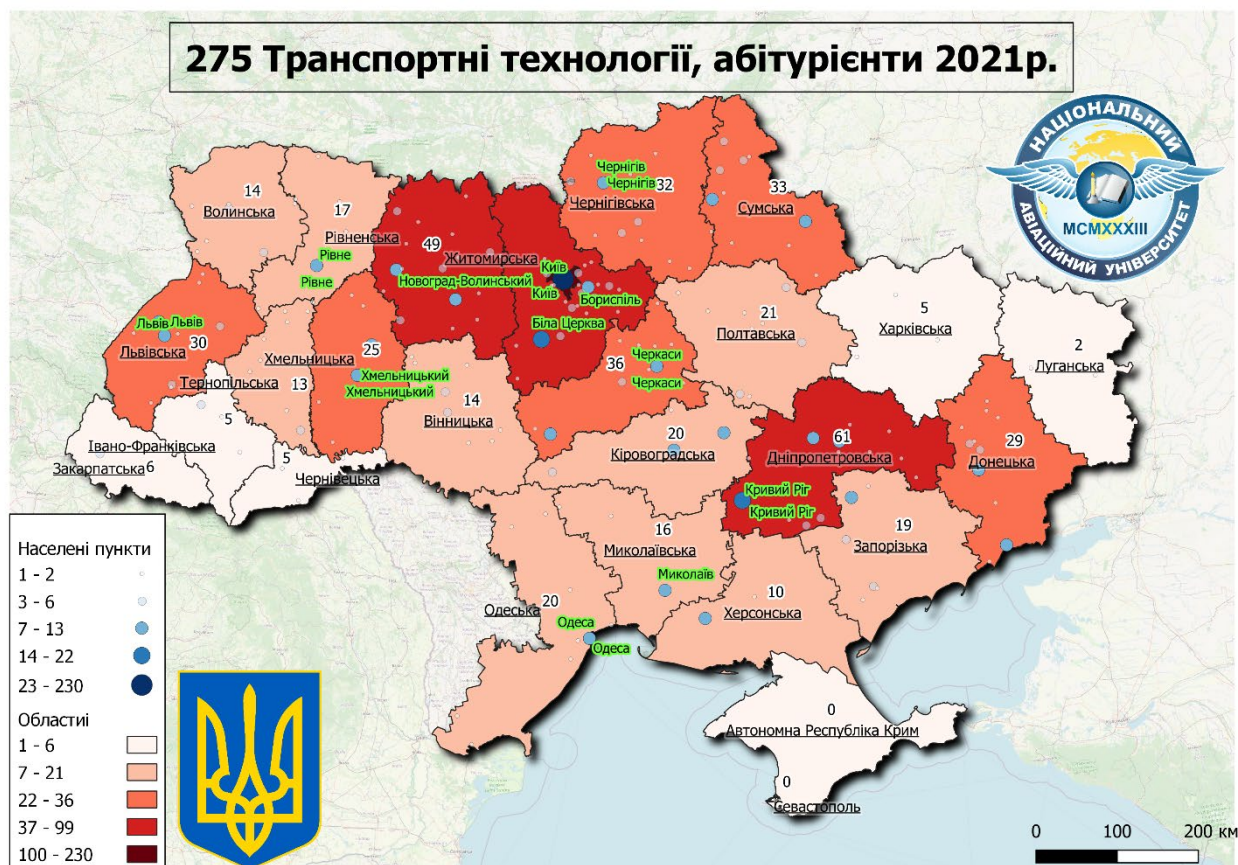 275 Транспортні технології, абітурієнти 2021р.
НАЦІОНАЛЬНИЙ
АВІАЦІЙНИЙ УНІВЕРСИТЕТ
MCMXXXIII
14
Волинська
17
Рівненська
Рівне
Рівне
49
Житомирська
Новоград-Волинський
Київ
Київ
Бориспіль
Біла Церква
Чернігів
Чернігів
32
Чернігівська
33
Сумська
Львів
Львів
30
Львівська
Тернопільська
13
Хмельницька
25
Хмельницький
Хмельницький
14
Вінницька
36
Черкаси
Черкаси
21
Полтавська
5
Харківська
2
Луганська
5
Івано-Франківська
Закарпатська
6
5
Чернівецька
20
Кіровоградська
61
Дніпропетровська
Кривий Ріг
Кривий Ріг
29
Донецька
19
Запорізька
16
Миколаївська
Миколаїв
10
Херсонська
Одеська
20
Одеса
Одеса
0
Автономна Республіка Крим
0
Севастополь
Населені пункти
1 - 2
3 - 6
7 - 13
14 - 22
23 - 230
Областиі
1 - 6
7 - 21
22 - 36
37 - 99
100 - 230
0 100 200 км